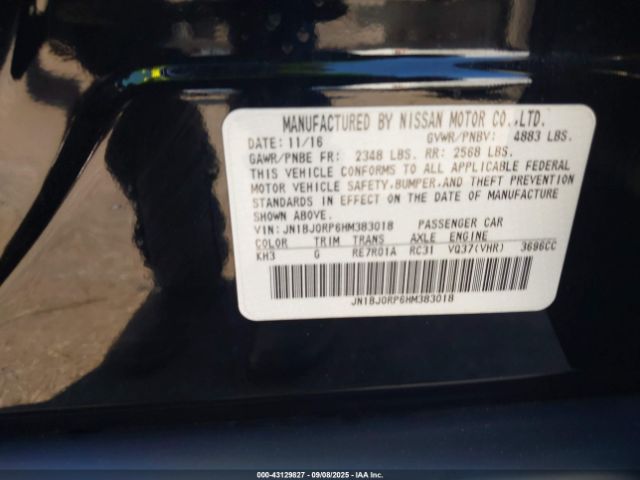 MANUFACTURED BY NISSAN MOTOR CO.,LTD.
DATE: 11/16 GVWR/PNBV: 4883 LBS.
GAWR/PNBE FR: 2348 LBS. RR: 2568 LBS.
THIS VEHICLE CONFORMS TO ALL APPLICABLE FEDERAL
MOTOR VEHICLE SAFETY,BUMPER,AND THEFT PREVENTION
STANDARDS IN EFFECT ON THE DATE OF MANUFACTURE
SHOWN ABOVE.
VIN: JN1BJ0RP6HM383018 PASSENGER CAR
COLOR TRIM TRANS AXLE ENGINE
KH3 G RE7R01A RC31 VQ37(VHR) 3696CC
JN1BJ0RP6HM383018
000-43129827 - 09/08/2025 - IAA Inc.